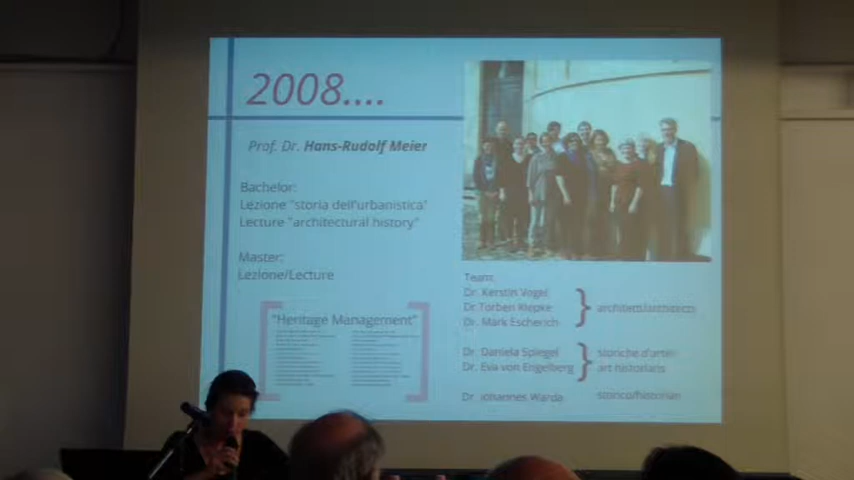 2008....
Prof. Dr. Hans-Rudolf Meier
Bachelor:
Lezione "storia dell'urbanistica"
Lecture "architectural history"
Master:
Lezione/Lecture
"Heritage Management"
Team:
Dr. Kerstin Vogel
Dr. Torben Kiepke
Dr. Mark Escherich
architetti/architects
Dr. Daniela Spiegel
Dr. Eva von Engelberg
storiche d'arte/
art historians
Dr. Johannes Warda
storico/historian